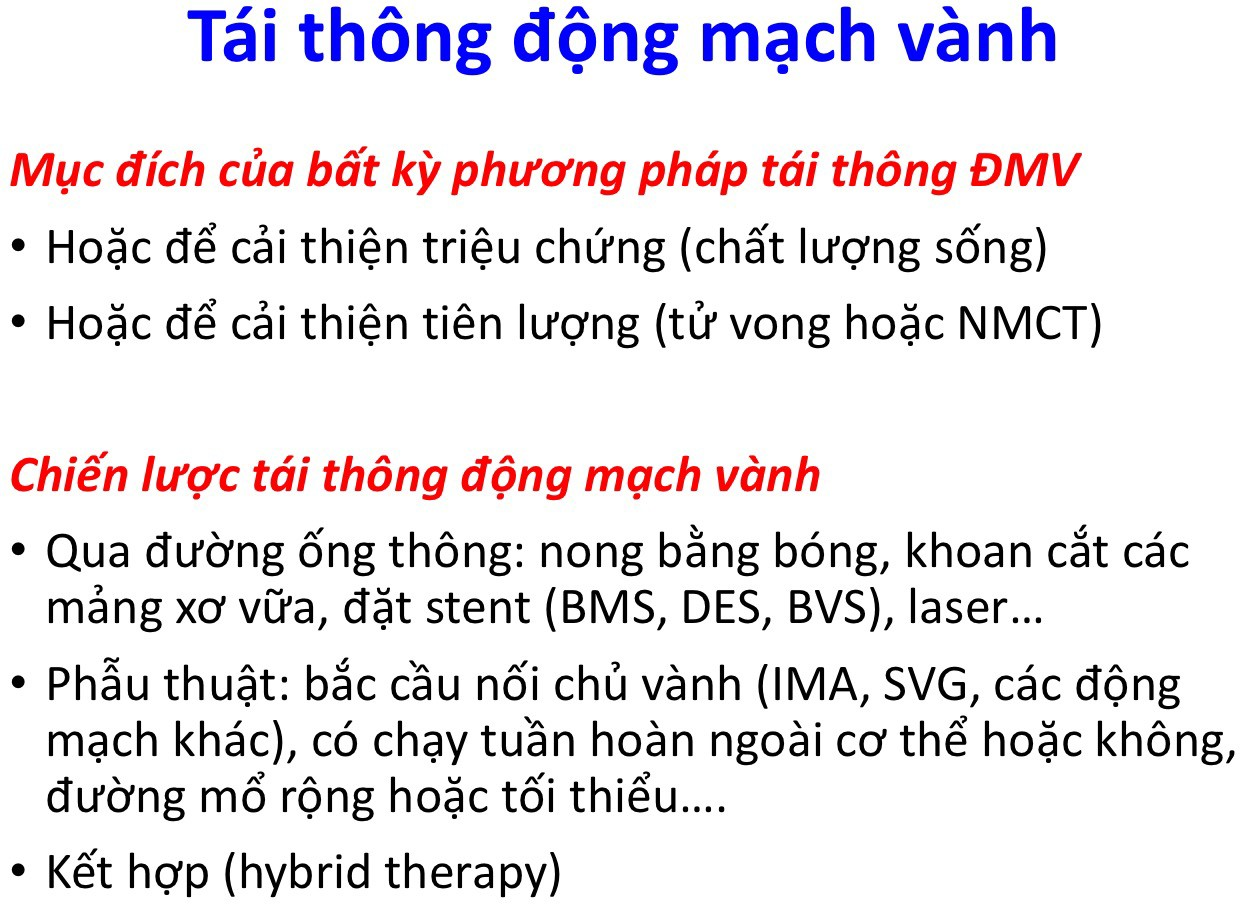 Tái thông động mạch vành
Mục đích của bất kỳ phương pháp tái thông ĐMV
• Hoặc để cải thiện triệu chứng (chất lượng sống)
• Hoặc để cải thiện tiên lượng (tử vong hoặc NMCT)
Chiến lược tái thông động mạch vành
• Qua đường ống thông: nong bằng bóng, khoan cắt các
mảng xơ vữa, đặt stent (BMS, DES, BVS), laser…
• Phẫu thuật: bắc cầu nối chủ vành (IMA, SVG, các động
mạch khác), có chạy tuần hoàn ngoài cơ thể hoặc không,
đường mổ rộng hoặc tối thiểu….
• Kết hợp (hybrid therapy)